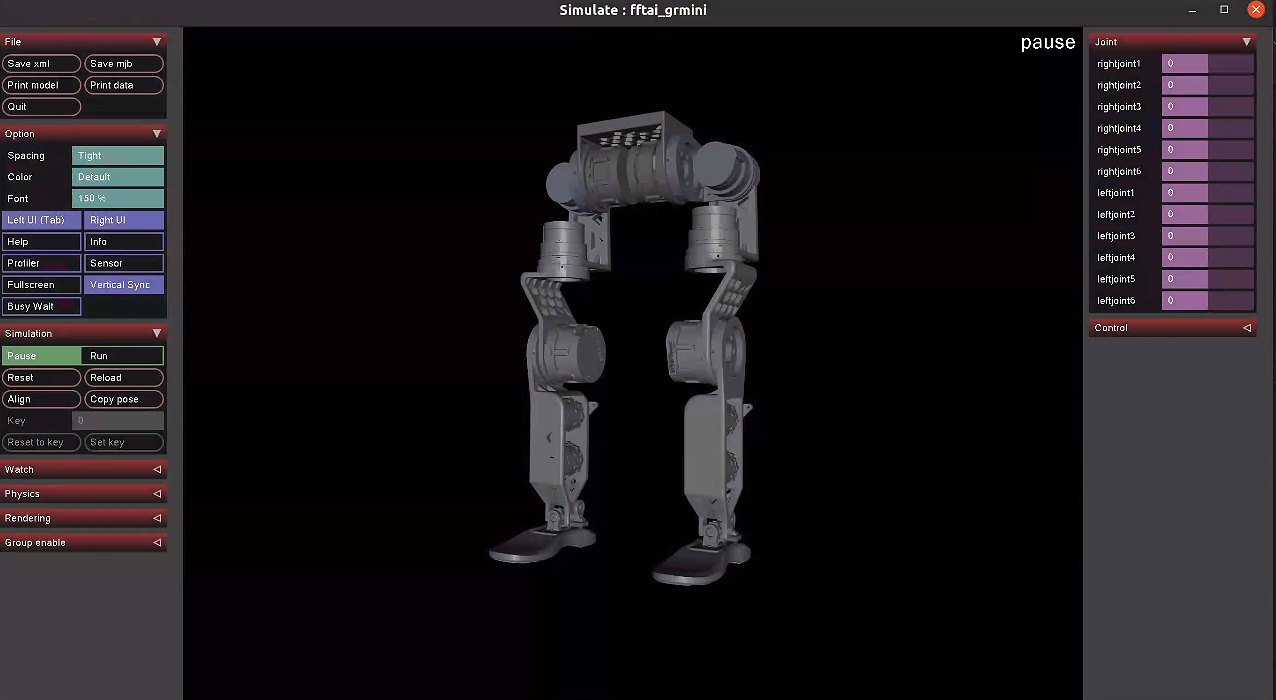 Simulate : fftai_grmini
File
Save xml Save mjb
Print model Print data
Quit
Option
Spacing Tight
Color Default
Font 150 %
Left UI (Tab) Right UI
Help Info
Profiler Sensor
Fullscreen Vertical Sync
Busy Wait
Simulation
Pause Run
Reset Reload
Align Copy pose
Key 0
Reset to key Set key
Watch
Physics
Rendering
Group enable
pause
Joint
rightjoint1 0
rightjoint2 0
rightjoint3 0
rightjoint4 0
rightjoint5 0
rightjoint6 0
leftjoint1 0
leftjoint2 0
leftjoint3 0
leftjoint4 0
leftjoint5 0
leftjoint6 0
Control